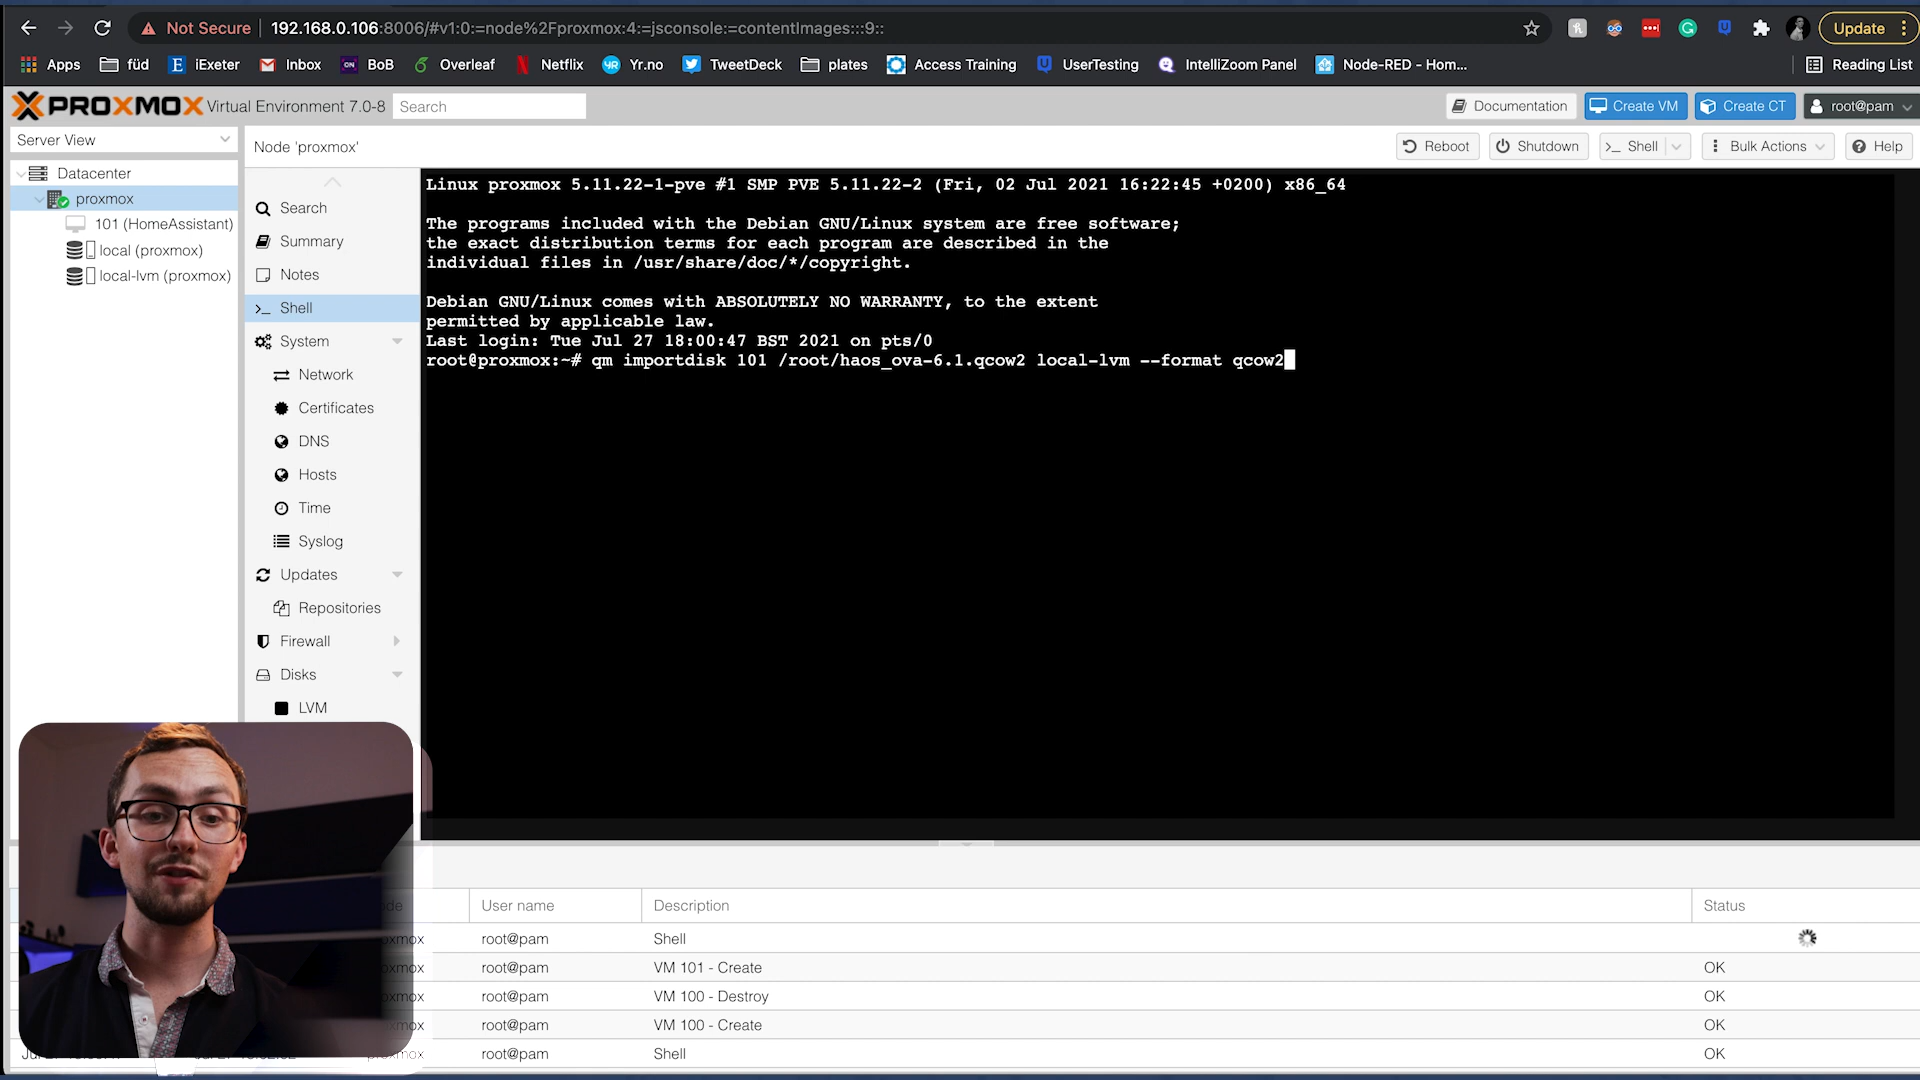 Not Secure 192.168.0.106:8006/#v1:0:=node%2Fproxmox:4:=jsconsole:=contentImages:::9:: Update
Apps füd iExeter Inbox BoB Overleaf Netflix Yr.no TweetDeck plates Access Training UserTesting IntelliZoom Panel Node-RED - Hom... Reading List
PROXMOX Virtual Environment 7.0-8 Search Documentation Create VM Create CT root@pam
Server View
Node 'proxmox' Reboot Shutdown >_ Shell Bulk Actions Help
Datacenter
proxmox
101 (HomeAssistant)
local (proxmox)
local-lvm (proxmox)
Search
Summary
Notes
>_ Shell
System
Network
Certificates
DNS
Hosts
Time
Syslog
Updates
Repositories
Firewall
Disks
LVM
Linux proxmox 5.11.22-1-pve #1 SMP PVE 5.11.22-2 (Fri, 02 Jul 2021 16:22:45 +0200) x86_64
The programs included with the Debian GNU/Linux system are free software;
the exact distribution terms for each program are described in the
individual files in /usr/share/doc/*/copyright.
Debian GNU/Linux comes with ABSOLUTELY NO WARRANTY, to the extent
permitted by applicable law.
Last login: Tue Jul 27 18:00:47 BST 2021 on pts/0
root@proxmox:~# qm importdisk 101 /root/haos_ova-6.1.qcow2 local-lvm --format qcow2
User name Description Status
root@pam Shell
root@pam VM 101 - Create OK
root@pam VM 100 - Destroy OK
root@pam VM 100 - Create OK
root@pam Shell OK